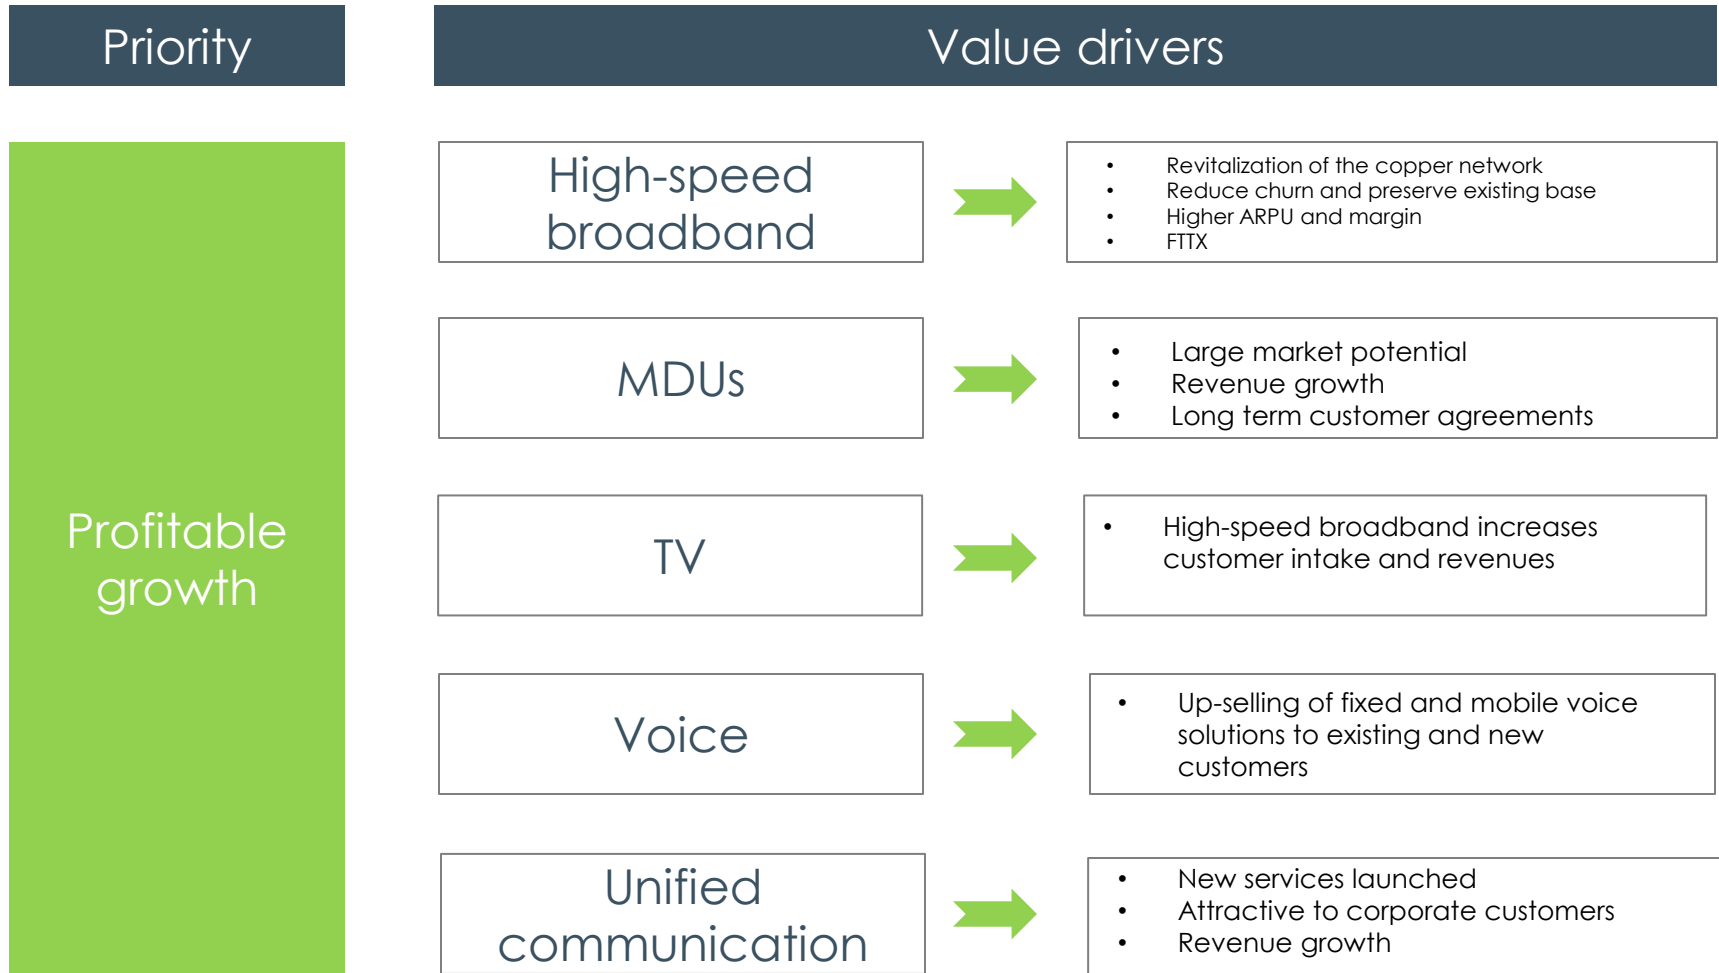 Priority
Value drivers
Profitable
growth
High-speed
broadband
• Revitalization of the copper network
• Reduce churn and preserve existing base
• Higher ARPU and margin
• FTTX
MDUs
• Large market potential
• Revenue growth
• Long term customer agreements
TV
• High-speed broadband increases
customer intake and revenues
Voice
• Up-selling of fixed and mobile voice
solutions to existing and new
customers
Unified
communication
• New services launched
• Attractive to corporate customers
• Revenue growth